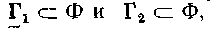 Γ₁ ⊂ Φ и Γ₂ ⊂ Φ,